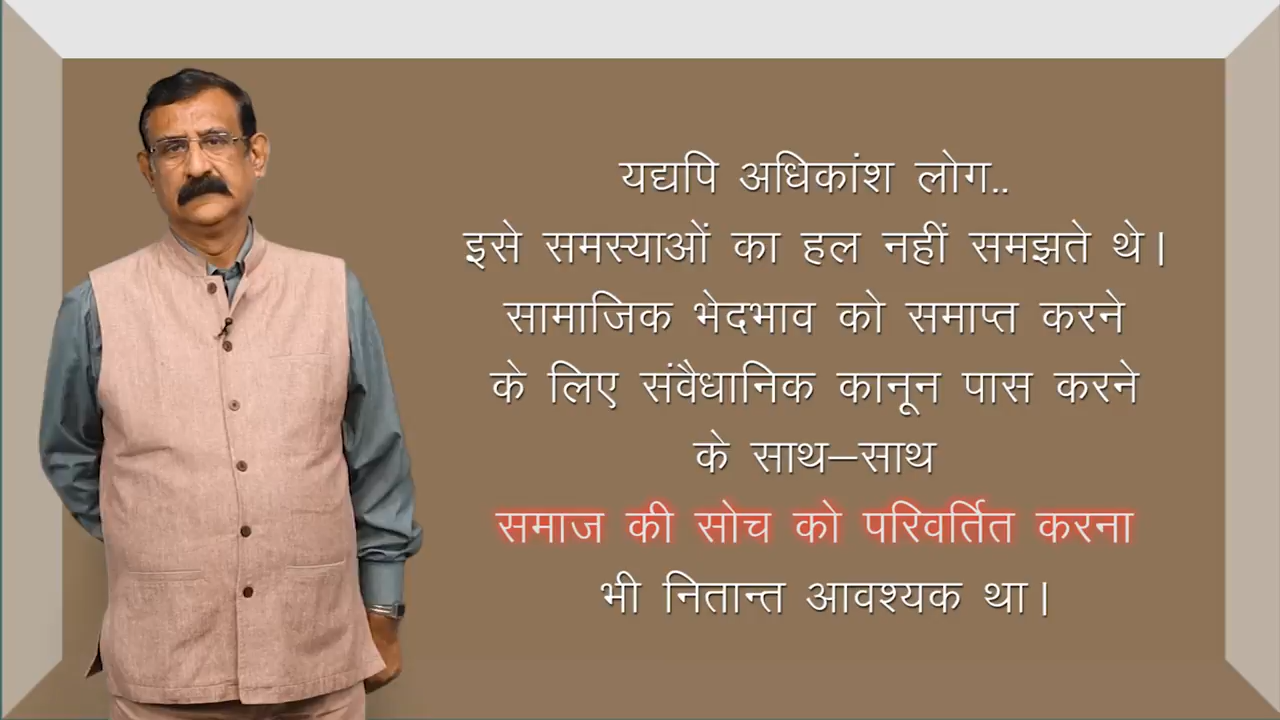 यद्यपि अधिकांश लोग..
इसे समस्याओं का हल नहीं समझते थे।
सामाजिक भेदभाव को समाप्त करने
के लिए संवैधानिक कानून पास करने
के साथ–साथ
समाज की सोच को परिवर्तित करना
भी नितान्त आवश्यक था।